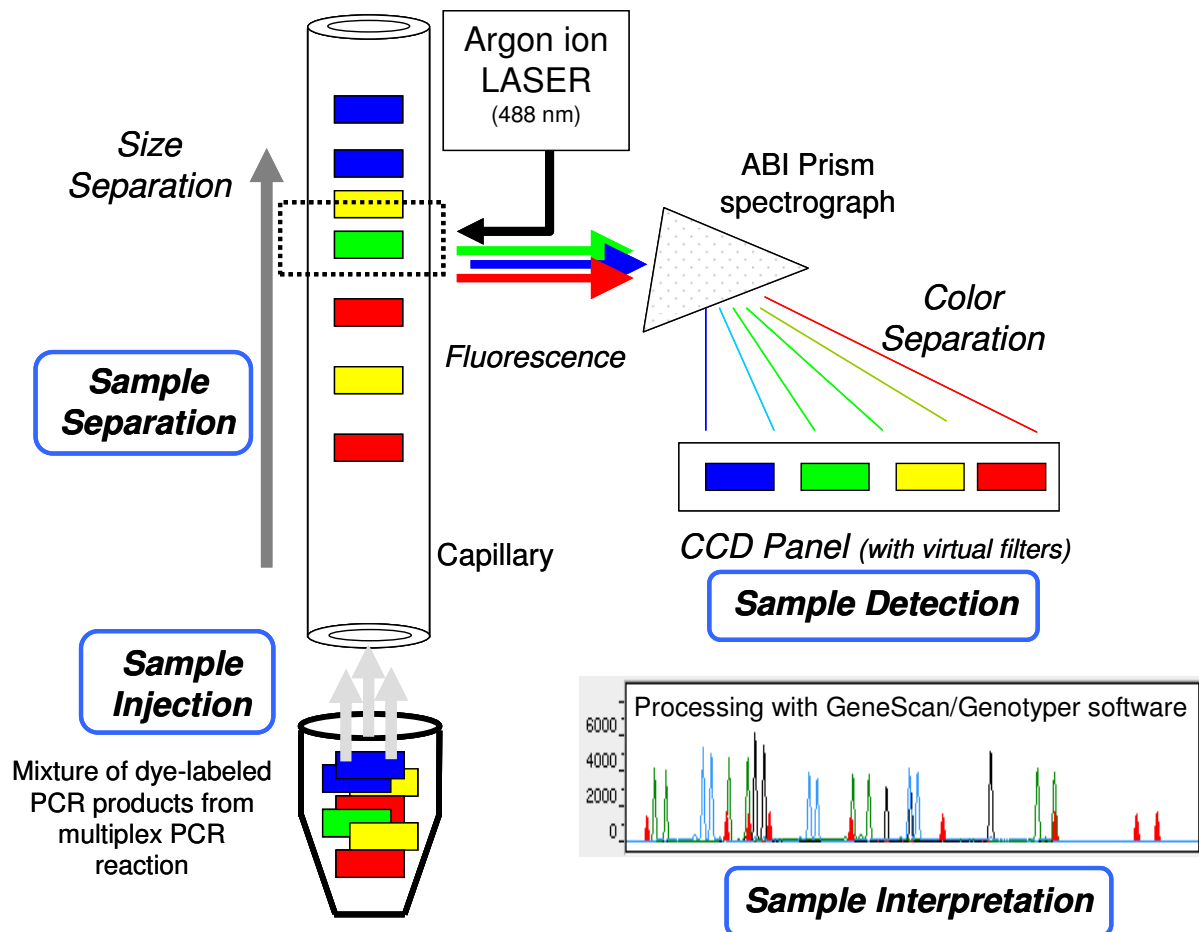 Argon ion
LASER
(488 nm)
Size
Separation
ABI Prism
spectrograph
Color
Separation
Fluorescence
Sample
Separation
Capillary
CCD Panel (with virtual filters)
Sample Detection
Sample
Injection
Mixture of dye-labeled
PCR products from
multiplex PCR
reaction
Processing with GeneScan/Genotyper software
6000
4000
2000
0
Sample Interpretation